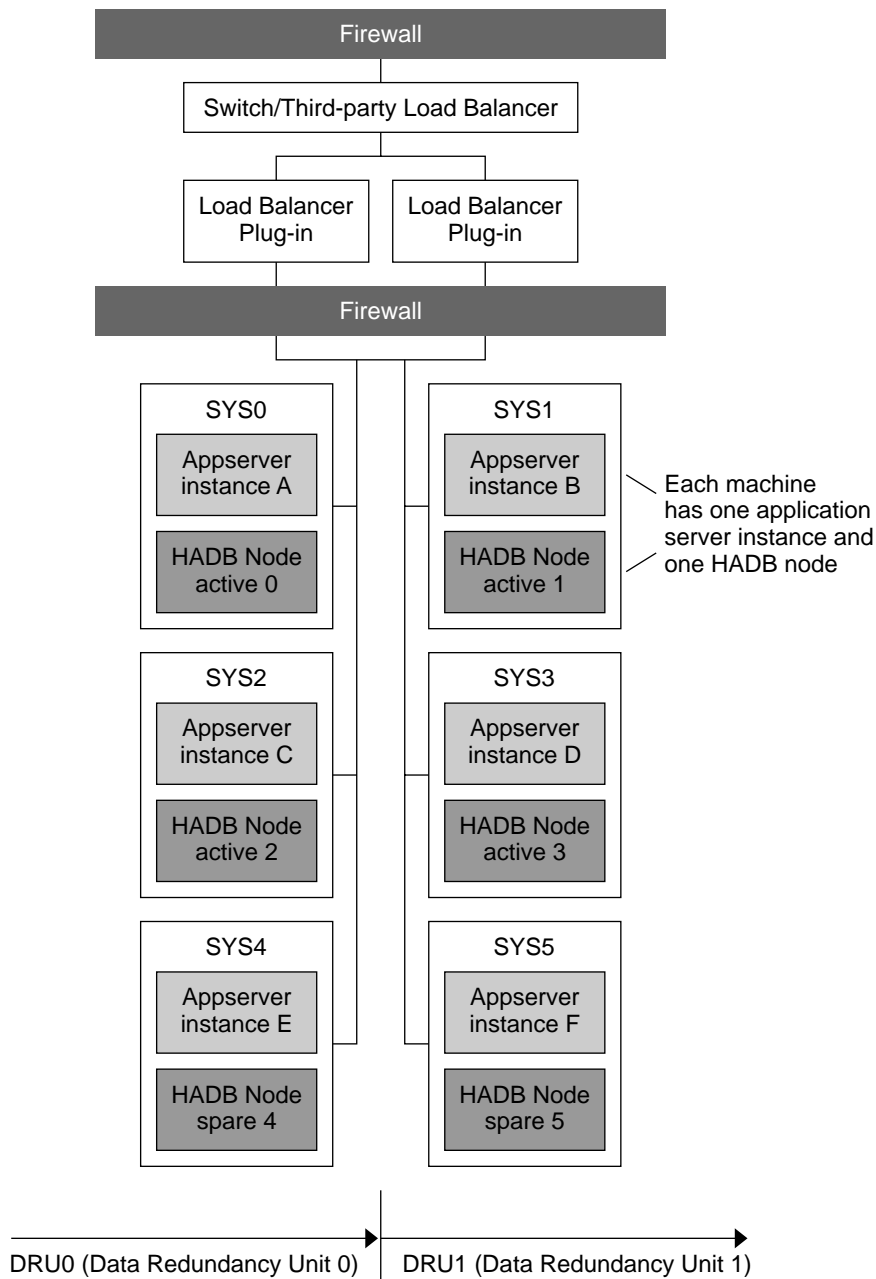 Firewall
Switch/Third-party Load Balancer
Load Balancer
Plug-in
Load Balancer
Plug-in
Firewall
SYS0
Appserver
instance A
HADB Node
active 0
SYS1
Appserver
instance B
HADB Node
active 1
Each machine
has one application
server instance and
one HADB node
SYS2
Appserver
instance C
HADB Node
active 2
SYS3
Appserver
instance D
HADB Node
active 3
SYS4
Appserver
instance E
HADB Node
spare 4
SYS5
Appserver
instance F
HADB Node
spare 5
DRU0 (Data Redundancy Unit 0)
DRU1 (Data Redundancy Unit 1)